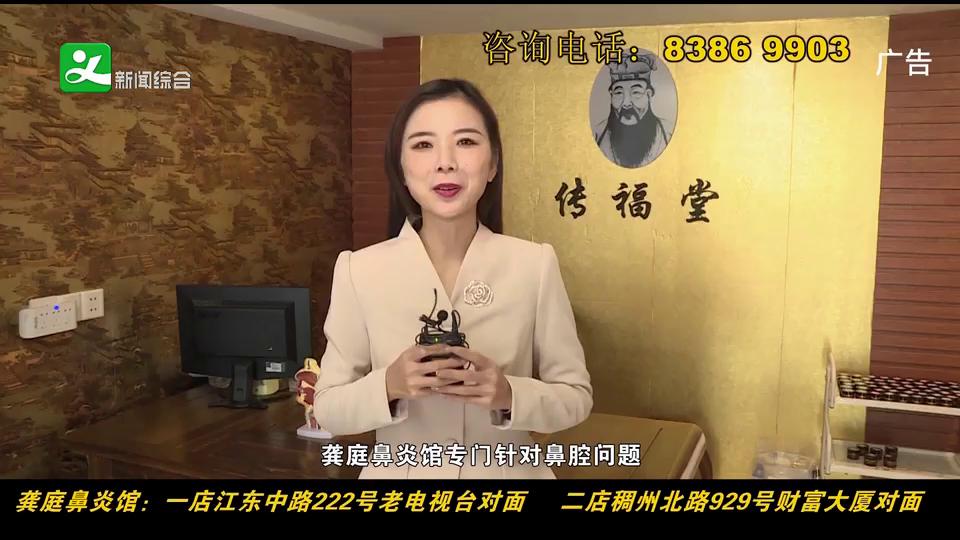 咨询电话：8386 9903
广告
新闻综合
传福堂
龚庭鼻炎馆专门针对鼻腔问题
龚庭鼻炎馆：一店江东中路222号老电视台对面 二店稠州北路929号财富大厦对面